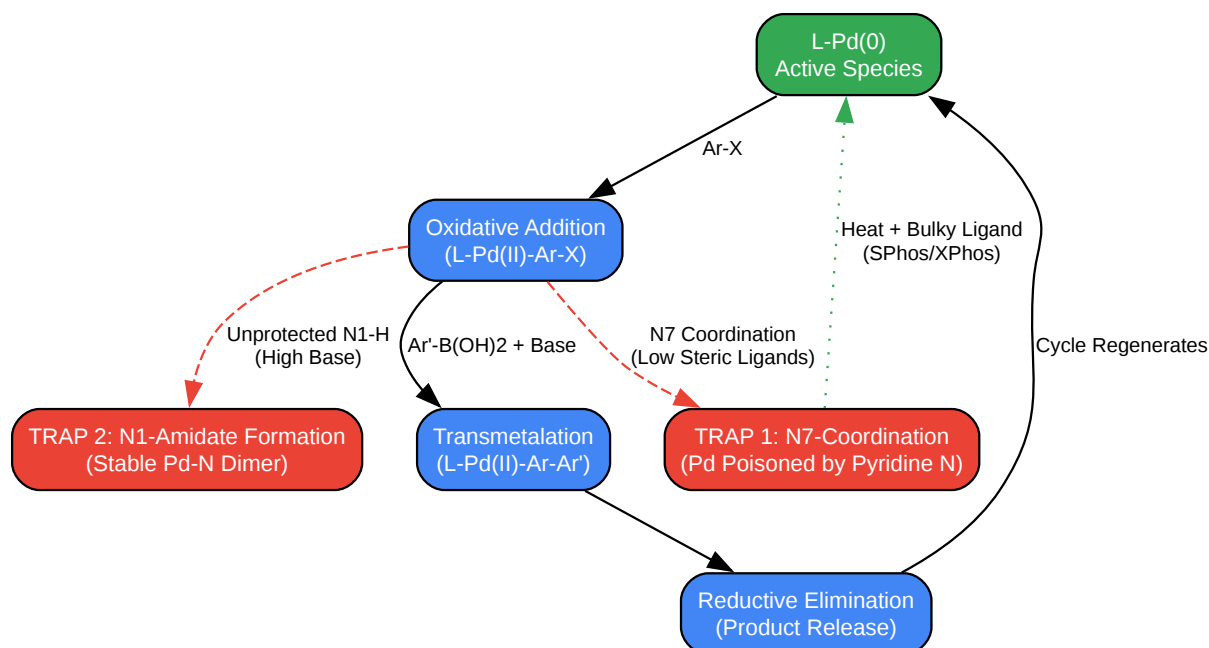 L-Pd(0)
Active Species
Ar-X
Oxidative Addition
(L-Pd(II)-Ar-X)
Heat + Bulky Ligand
(SPhos/XPhos)
Unprotected N1-H
(High Base)
Ar'-B(OH)2 + Base
N7 Coordination
(Low Steric Ligands)
Cycle Regenerates
TRAP 2: N1-Amidate Formation
(Stable Pd-N Dimer)
Transmetalation
(L-Pd(II)-Ar-Ar')
TRAP 1: N7-Coordination
(Pd Poisoned by Pyridine N)
Reductive Elimination
(Product Release)